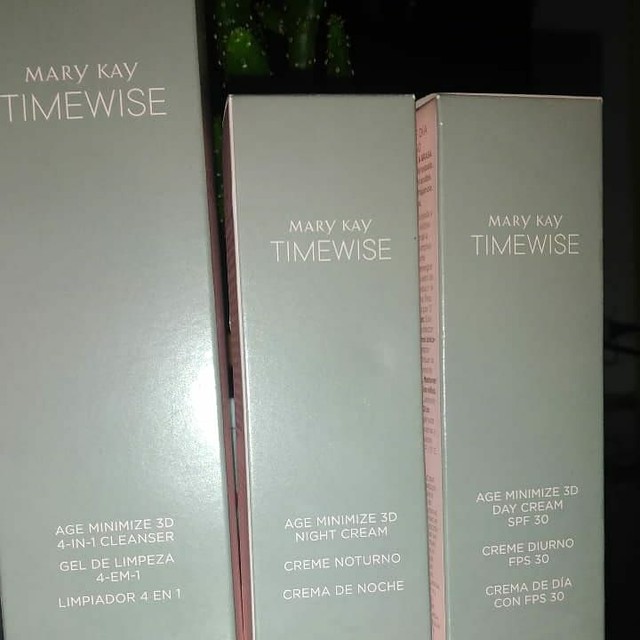 MARY KAY
TIMEWISE
AGE MINIMIZE 3D
4-IN-1 CLEANSER
GEL DE LIMPEZA
4-EM-1
LIMPIADOR 4 EN 1
MARY KAY
TIMEWISE
AGE MINIMIZE 3D
NIGHT CREAM
CREME NOTURNO
CREMA DE NOCHE
MARY KAY
TIMEWISE
AGE MINIMIZE 3D
DAY CREAM
SPF 30
CREME DIURNO
FPS 30
CREMA DE DÍA
CON FPS 30